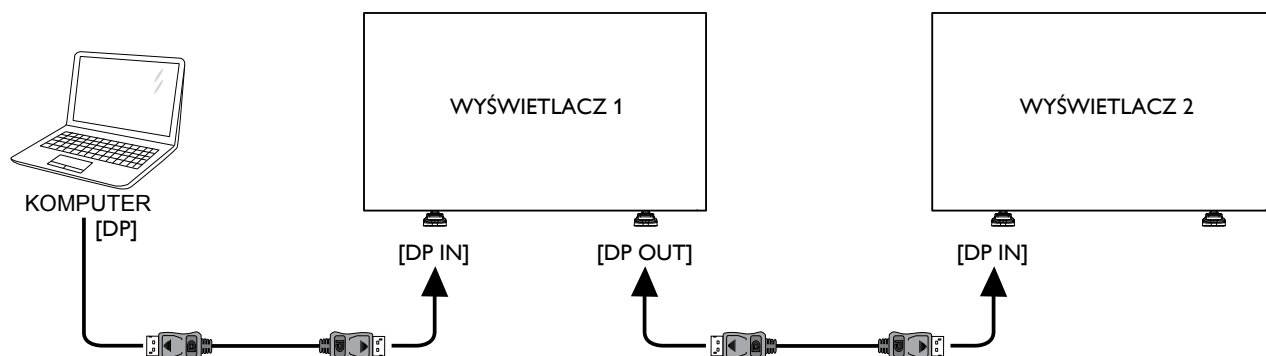 WYŚWIETLACZ 1
WYŚWIETLACZ 2
KOMPUTER
[DP]
[DP IN]
[DP OUT]
[DP IN]